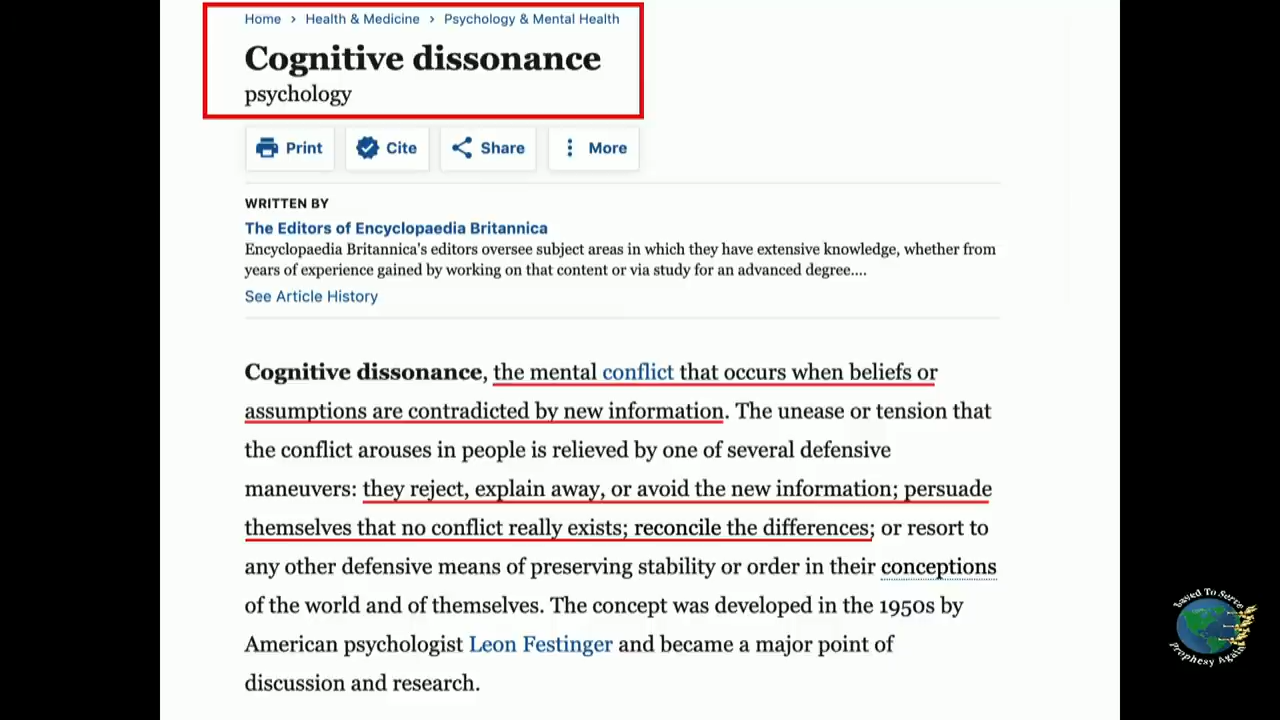 Home › Health & Medicine › Psychology & Mental Health
Cognitive dissonance
psychology
Print Cite Share More
WRITTEN BY
The Editors of Encyclopaedia Britannica
Encyclopaedia Britannica's editors oversee subject areas in which they have extensive knowledge, whether from
years of experience gained by working on that content or via study for an advanced degree....
See Article History
Cognitive dissonance, the mental conflict that occurs when beliefs or
assumptions are contradicted by new information. The unease or tension that
the conflict arouses in people is relieved by one of several defensive
maneuvers: they reject, explain away, or avoid the new information; persuade
themselves that no conflict really exists; reconcile the differences; or resort to
any other defensive means of preserving stability or order in their conceptions
of the world and of themselves. The concept was developed in the 1950s by
American psychologist Leon Festinger and became a major point of
discussion and research.
To Serve
Prophesy Again